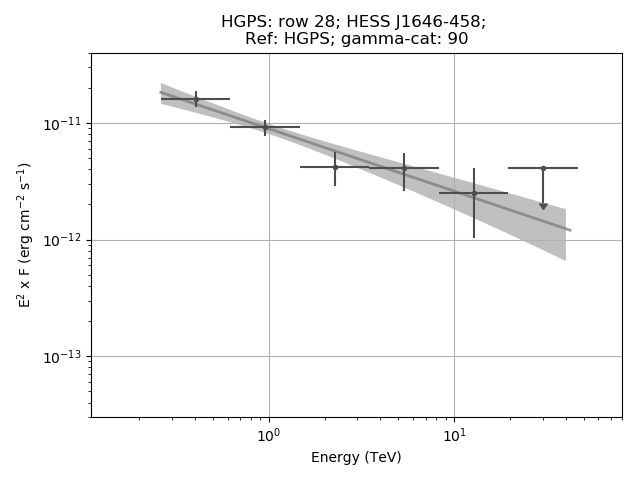 HGPS: row 28; HESS J1646-458;
Ref: HGPS; gamma-cat: 90
E² x F (erg cm⁻² s⁻¹)
10⁻¹¹
10⁻¹²
10⁻¹³
10⁰
10¹
Energy (TeV)